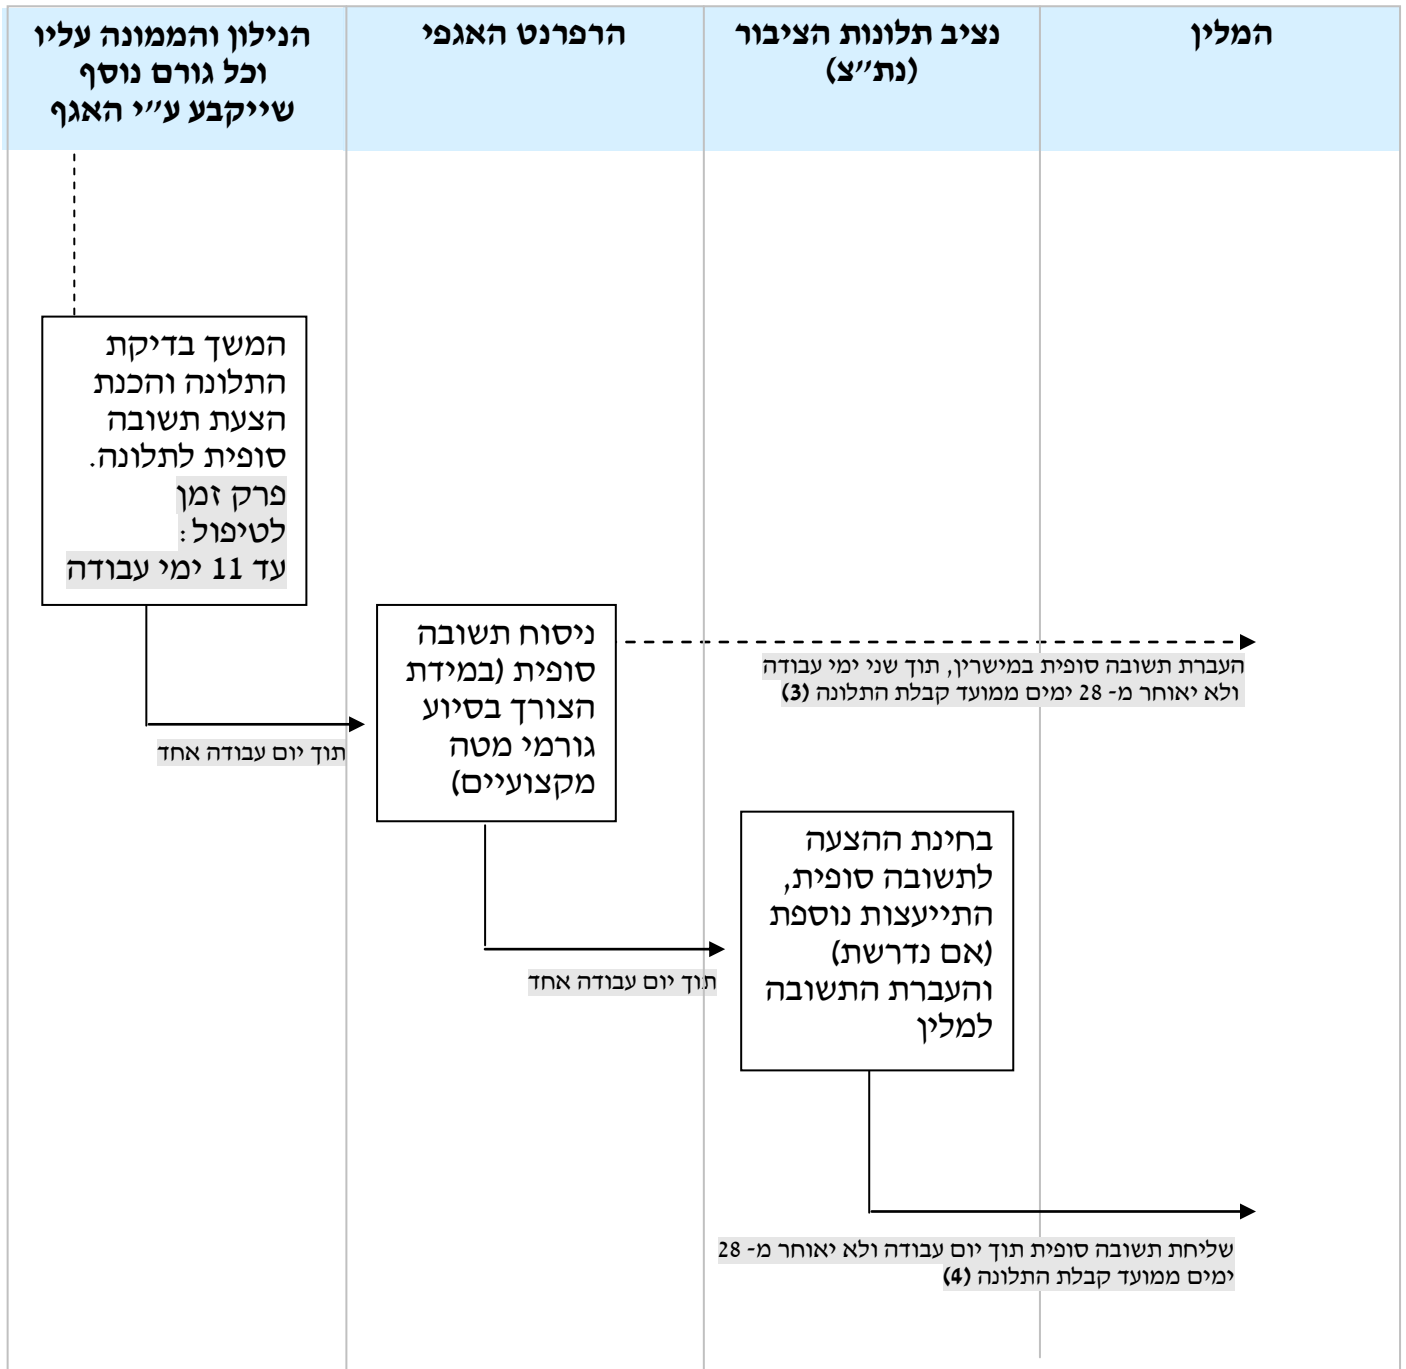 המלין
נציב תלונות הציבור
(נת״צ)
הרפרנט האגפי
הנילון והממונה עליו
וכל גורם נוסף
שייקבע ע״י האגף
המשך בדיקת
התלונה והכנת
הצעת תשובה
סופית לתלונה.
פרק זמן
לטיפול:
עד 11 ימי עבודה
תוך יום עבודה אחד
ניסוח תשובה
סופית (במידת
הצורך בסיוע
גורמי מטה
מקצועיים)
העברת תשובה סופית במישרין, תוך שני ימי עבודה
ולא יאוחר מ- 28 ימים ממועד קבלת התלונה (3)
תוך יום עבודה אחד
בחינת ההצעה
לתשובה סופית,
התייעצות נוספת
(אם נדרשת)
והעברת התשובה
למלין
שליחת תשובה סופית תוך יום עבודה ולא יאוחר מ- 28
ימים ממועד קבלת התלונה (4)